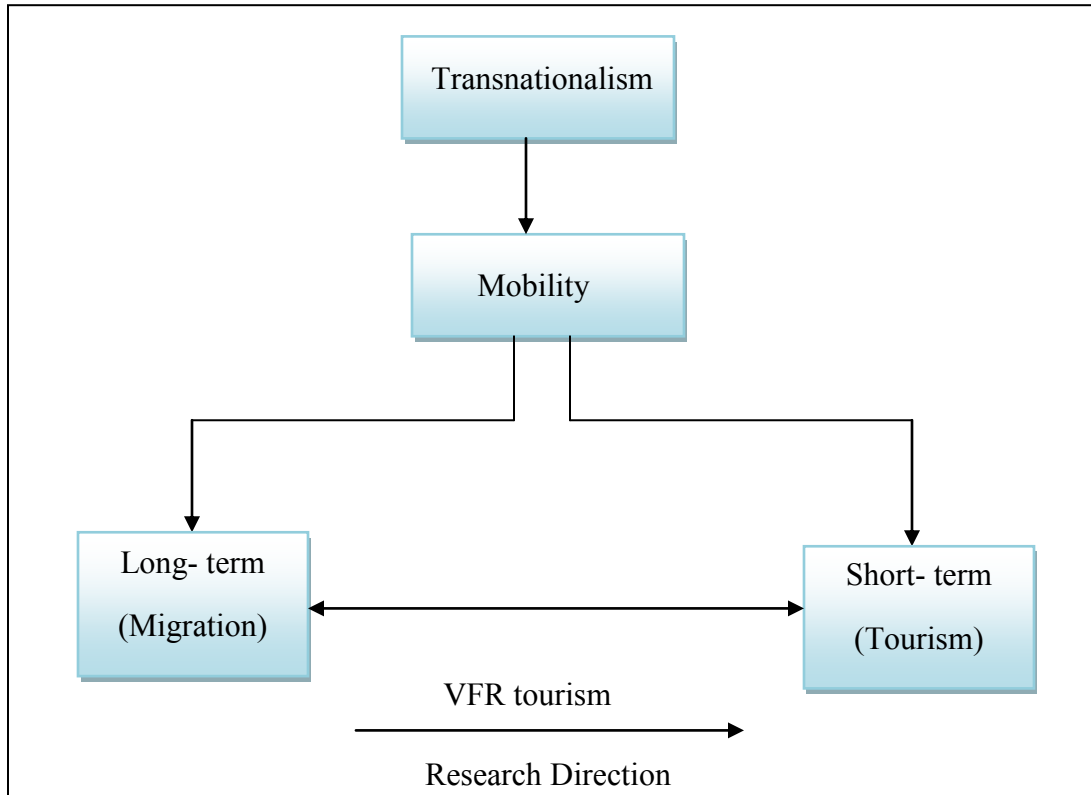 Transnationalism
Mobility
Long- term
(Migration)
Short- term
(Tourism)
VFR tourism
Research Direction